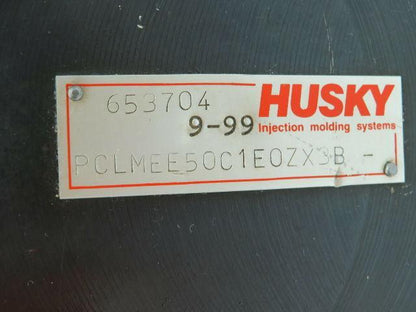 653704 HUSKY
9-99 Injection molding systems
PCLMEE50C1E0ZX3B -